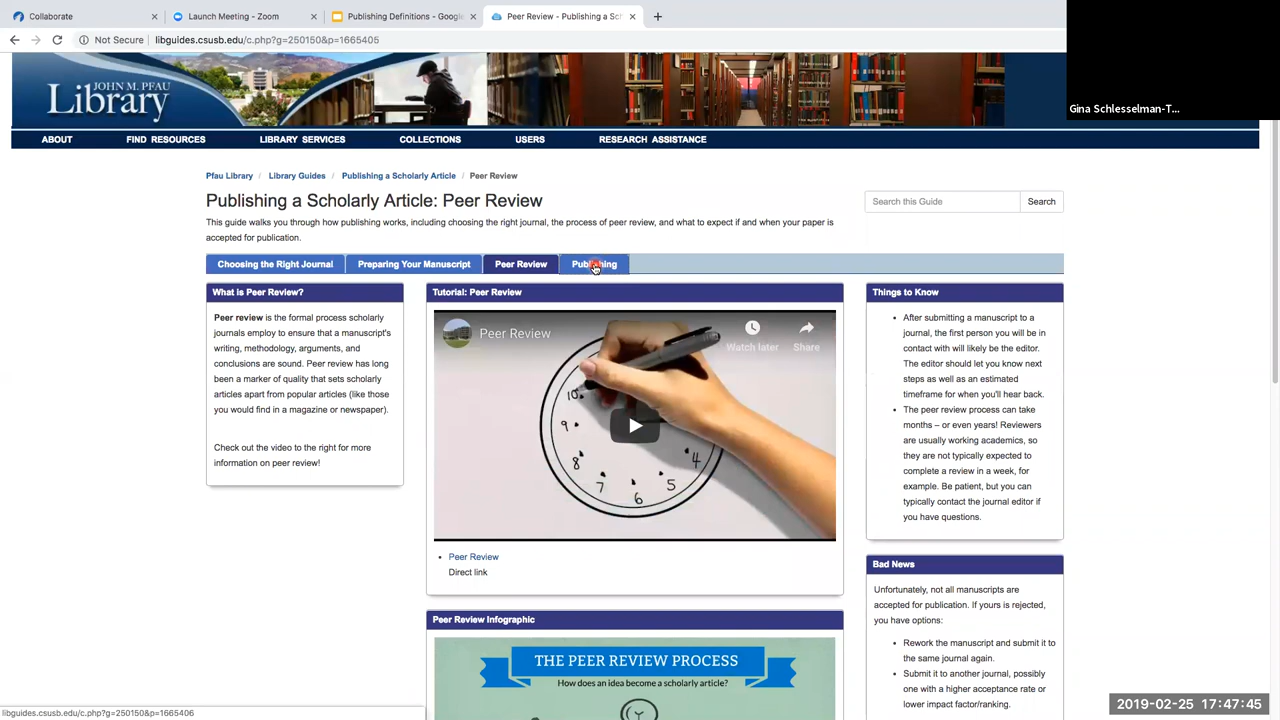 Collaborate
Launch Meeting - Zoom
Publishing Definitions - Google
Peer Review - Publishing a Sc
Not Secure
libguides.csusb.edu/c.php?g=250150&p=1665405
Gina Schlesselman-T...
JOHN M. PFAU
Library
ABOUT
FIND RESOURCES
LIBRARY SERVICES
COLLECTIONS
USERS
RESEARCH ASSISTANCE
Pfau Library / Library Guides / Publishing a Scholarly Article / Peer Review
Publishing a Scholarly Article: Peer Review
This guide walks you through how publishing works, including choosing the right journal, the process of peer review, and what to expect if and when your paper is
accepted for publication.
Search this Guide
Search
Choosing the Right Journal
Preparing Your Manuscript
Peer Review
Publishing
What is Peer Review?
Peer review is the formal process scholarly
journals employ to ensure that a manuscript's
writing, methodology, arguments, and
conclusions are sound. Peer review has long
been a marker of quality that sets scholarly
articles apart from popular articles (like those
you would find in a magazine or newspaper).
Check out the video to the right for more
information on peer review!
Tutorial: Peer Review
Peer Review
Watch later
Share
10
9
8
7
6
5
4
Peer Review
Direct link
Peer Review Infographic
THE PEER REVIEW PROCESS
How does an idea become a scholarly article?
Things to Know
After submitting a manuscript to a
journal, the first person you will be in
contact with will likely be the editor.
The editor should let you know next
steps as well as an estimated
timeframe for when you'll hear back.
The peer review process can take
months – or even years! Reviewers
are usually working academics, so
they are not typically expected to
complete a review in a week, for
example. Be patient, but you can
typically contact the journal editor if
you have questions.
Bad News
Unfortunately, not all manuscripts are
accepted for publication. If yours is rejected,
you have options:
Rework the manuscript and submit it to
the same journal again.
Submit it to another journal, possibly
one with a higher acceptance rate or
lower impact factor/ranking.
libguides.csusb.edu/c.php?g=250150&p=1665406
2019-02-25 17:47:45